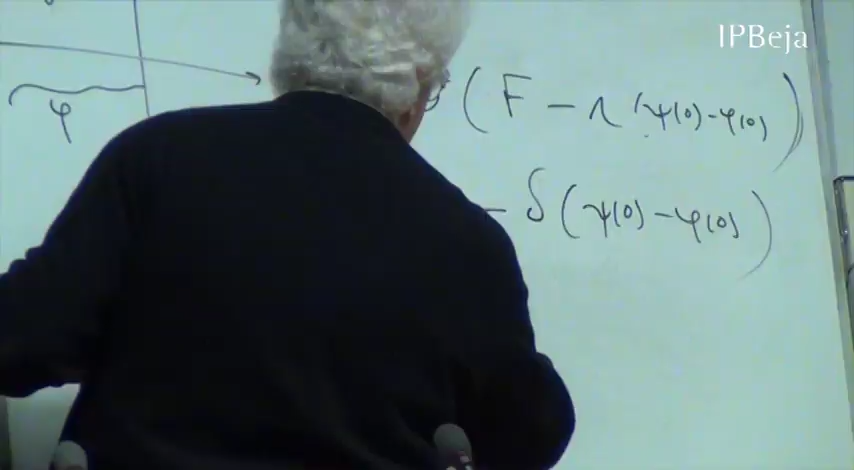 IPBeja
φ
(F − r(ψ(0) − φ(0))
− δ(ψ(0) − φ(0))